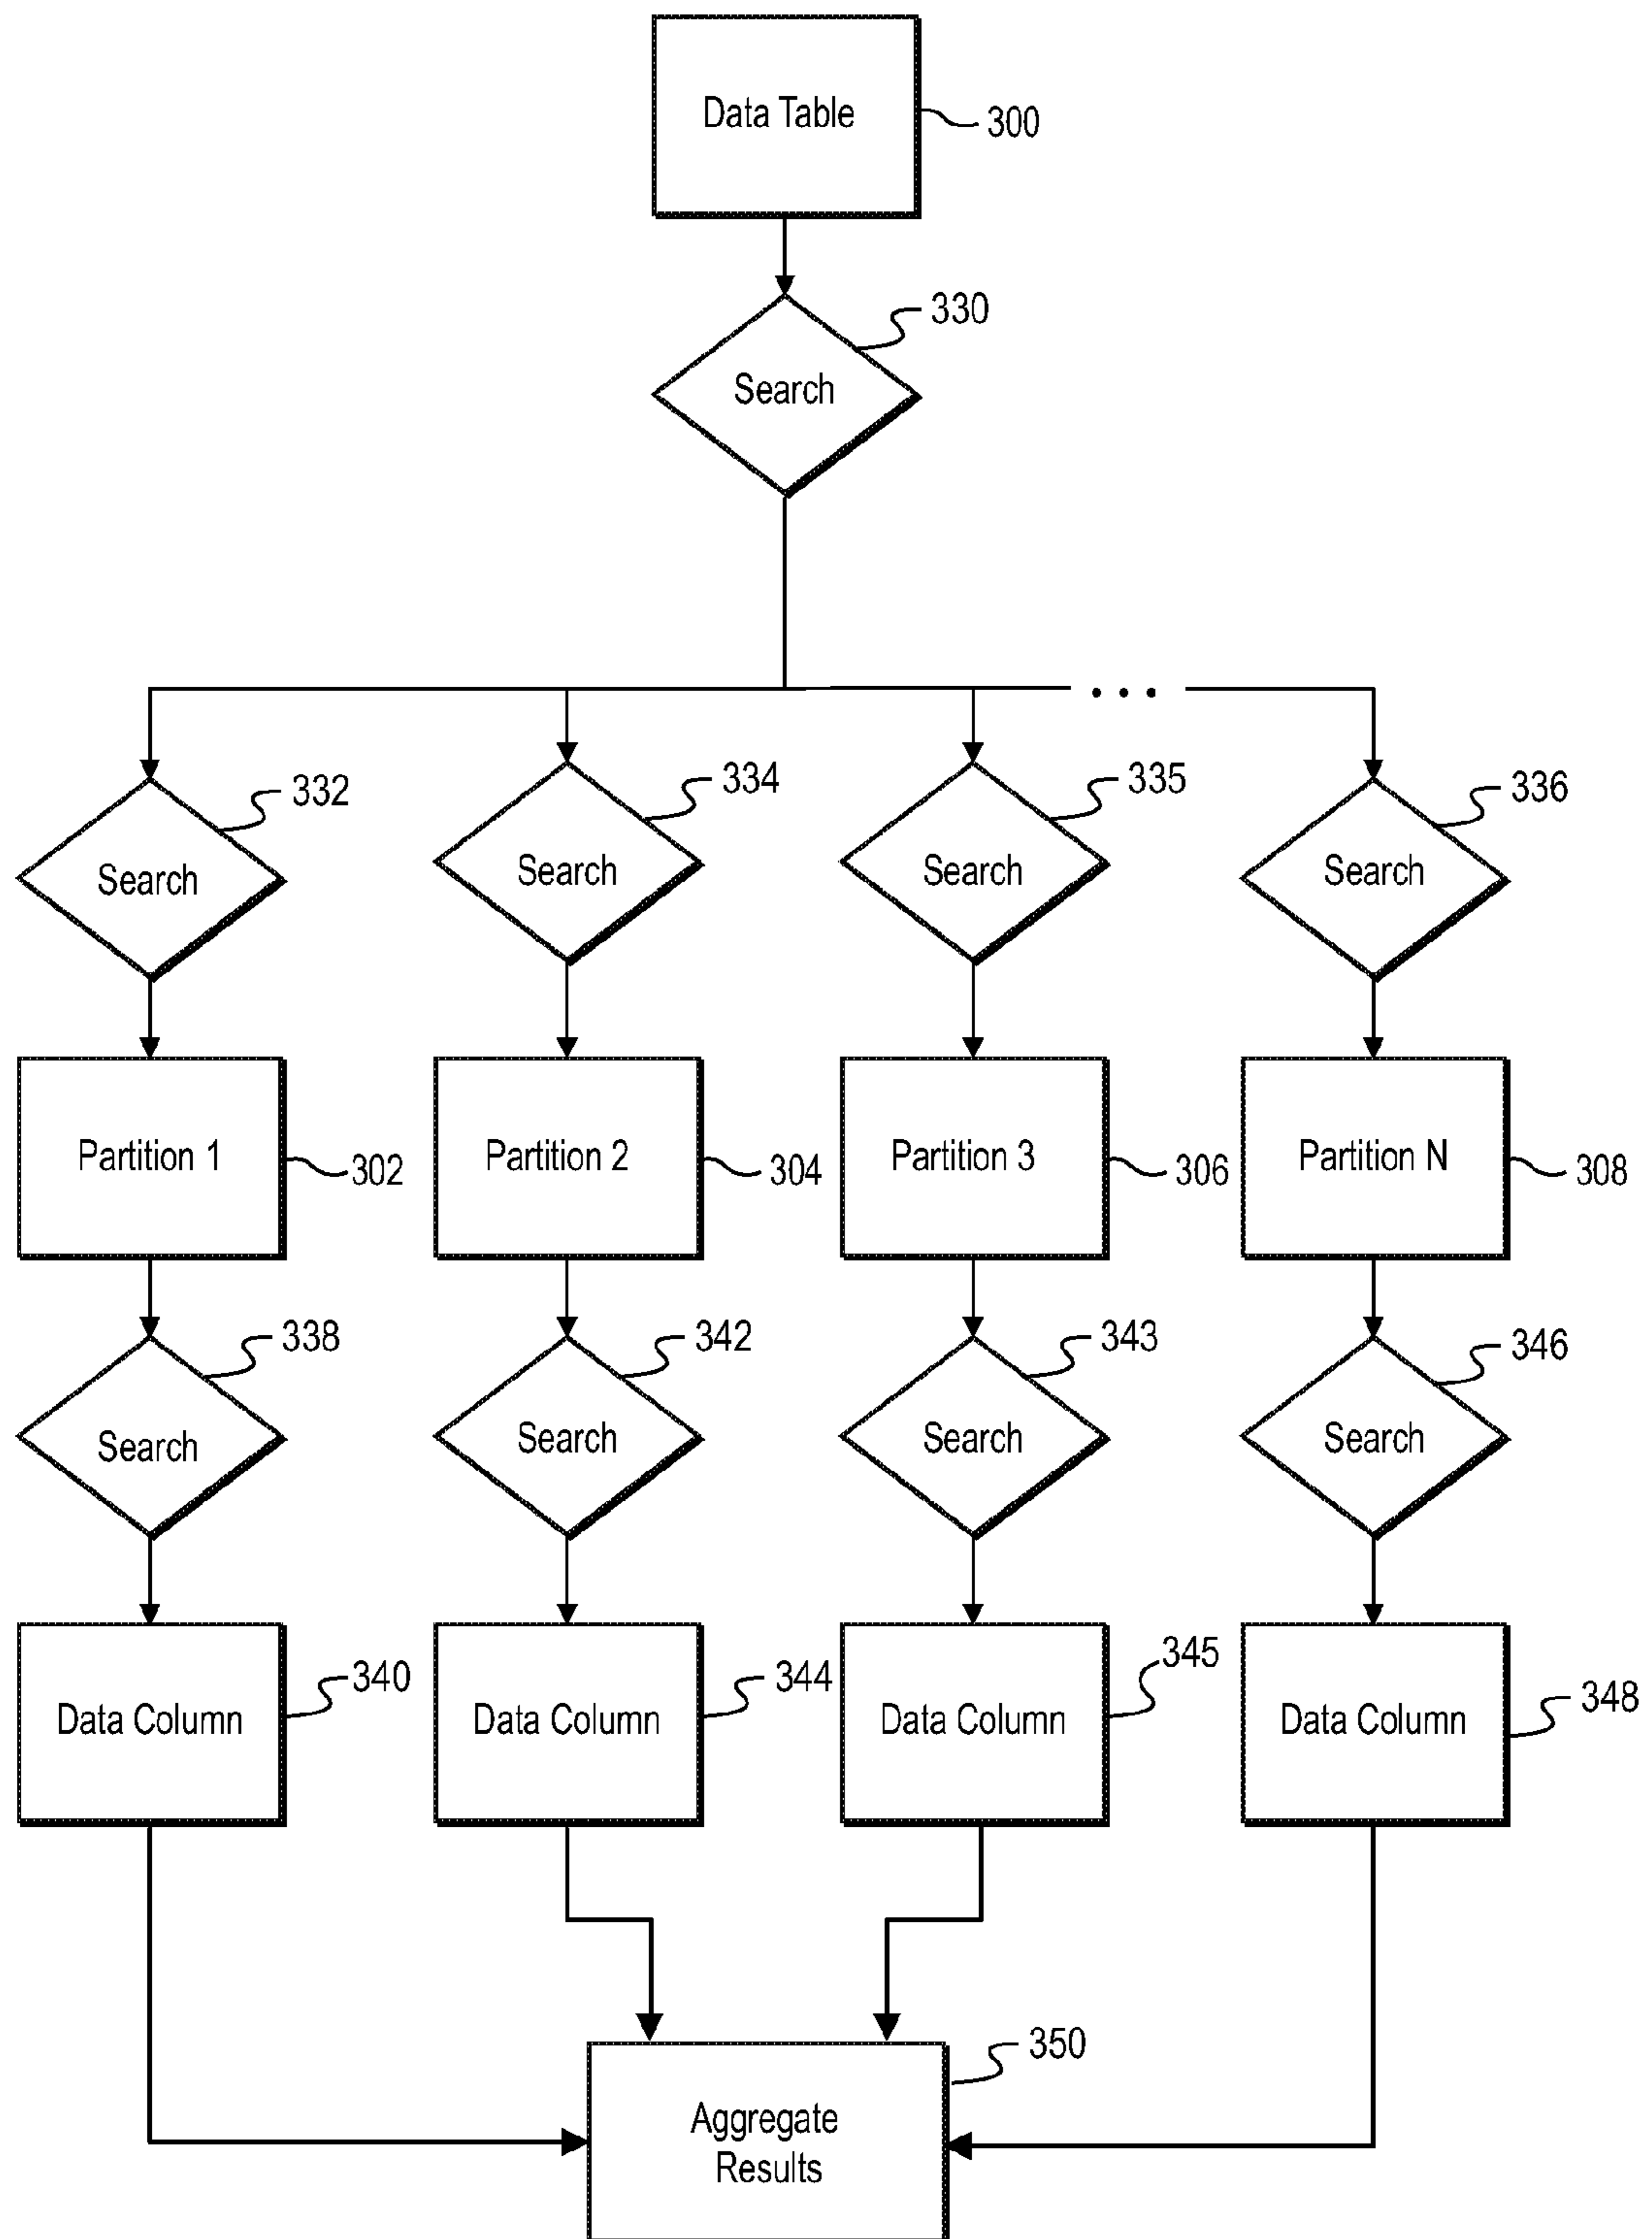 Data Table
300
330
Search
. . .
332
334
335
336
Search
Search
Search
Search
Partition 1
302
Partition 2
304
Partition 3
306
Partition N
308
338
342
343
346
Search
Search
Search
Search
Data Column
340
Data Column
344
Data Column
345
Data Column
348
350
Aggregate
Results